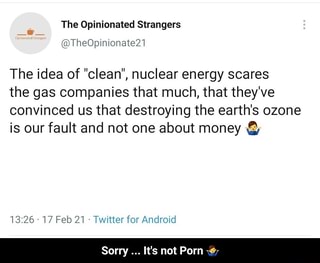 The Opinionated Strangers
@TheOpinionate21
The idea of "clean", nuclear energy scares
the gas companies that much, that they've
convinced us that destroying the earth's ozone
is our fault and not one about money 🤷‍♂️
13:26 · 17 Feb 21 · Twitter for Android
Sorry ... It's not Porn 🤷‍♂️